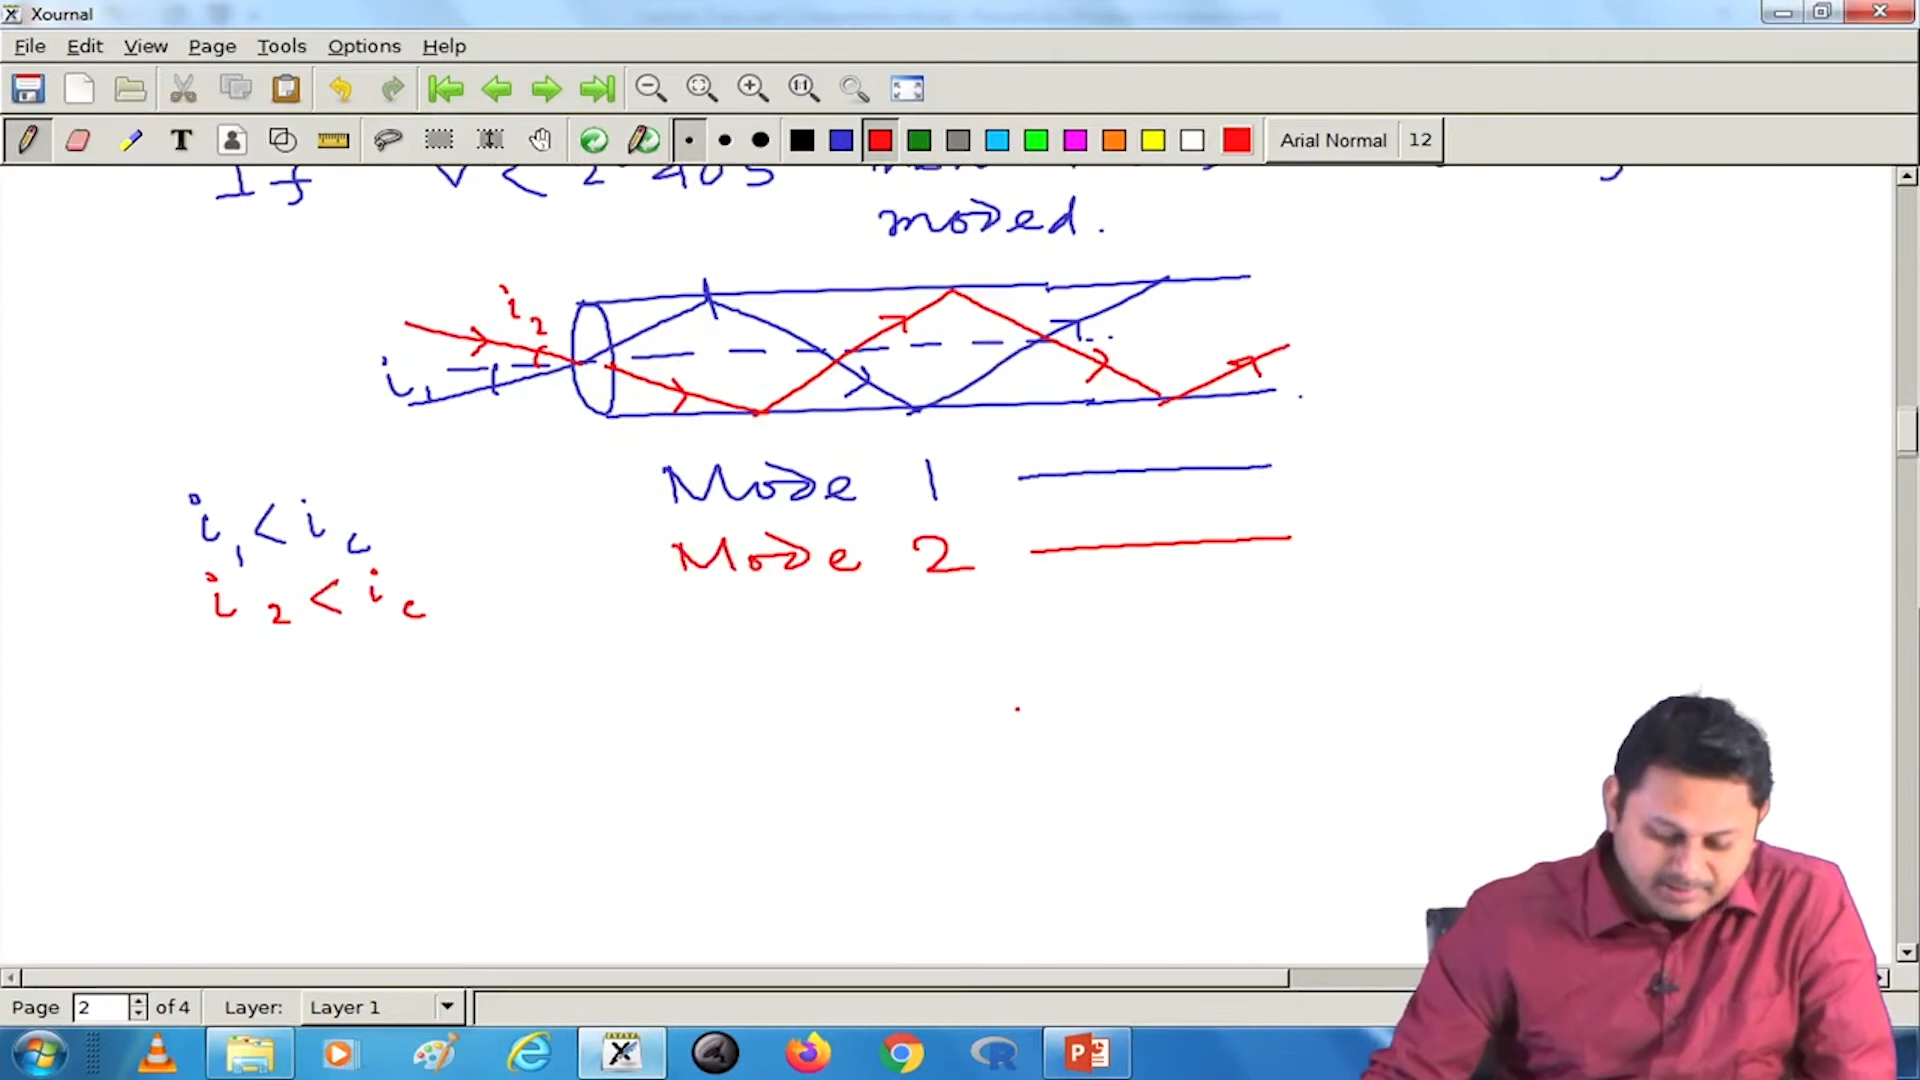 Xournal
File Edit View Page Tools Options Help
Arial Normal 12
If V < 2.405
moded.
i2
i1
Mode 1
i1 < ic
Mode 2
i2 < ic
Page 2 of 4 Layer: Layer 1